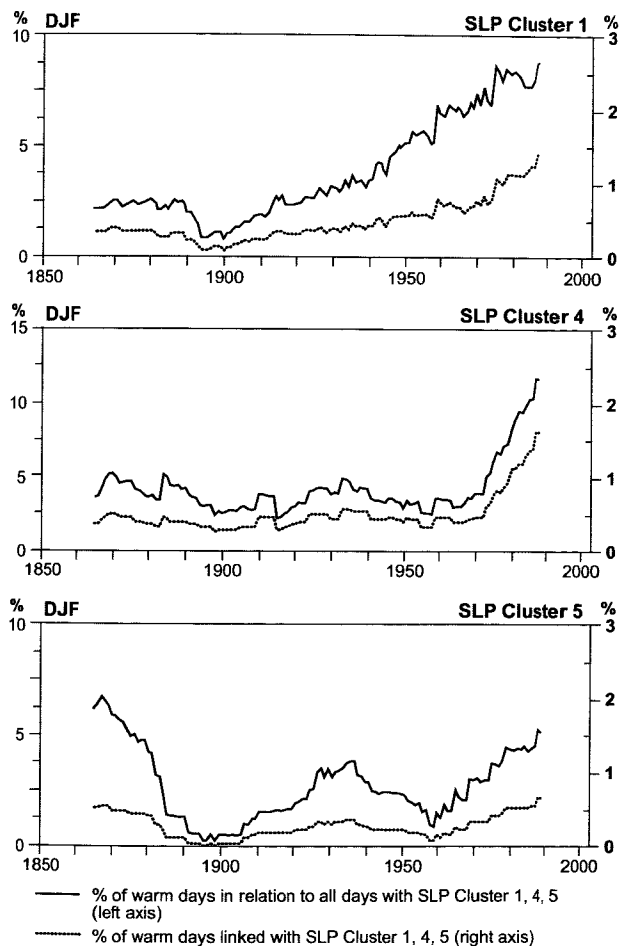 % DJF SLP Cluster 1 %
10 3
2
5
1
0 0
1850 1900 1950 2000
% DJF SLP Cluster 4 %
15 3
10 2
5 1
0 0
1850 1900 1950 2000
% DJF SLP Cluster 5 %
10 3
2
5
1
0 0
1850 1900 1950 2000
% of warm days in relation to all days with SLP Cluster 1, 4, 5
(left axis)
% of warm days linked with SLP Cluster 1, 4, 5 (right axis)